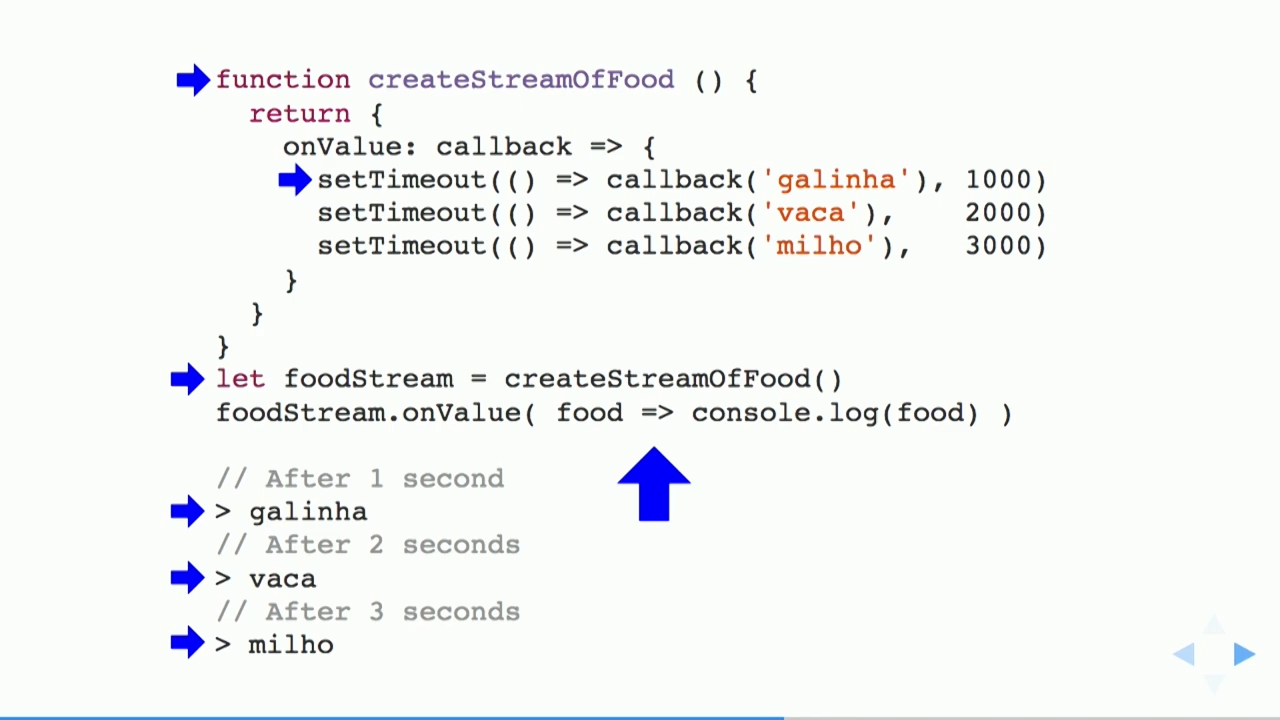 function createStreamOfFood () {
return {
onValue: callback => {
setTimeout(() => callback('galinha'), 1000)
setTimeout(() => callback('vaca'), 2000)
setTimeout(() => callback('milho'), 3000)
}
}
}
let foodStream = createStreamOfFood()
foodStream.onValue( food => console.log(food) )
// After 1 second
> galinha
// After 2 seconds
> vaca
// After 3 seconds
> milho